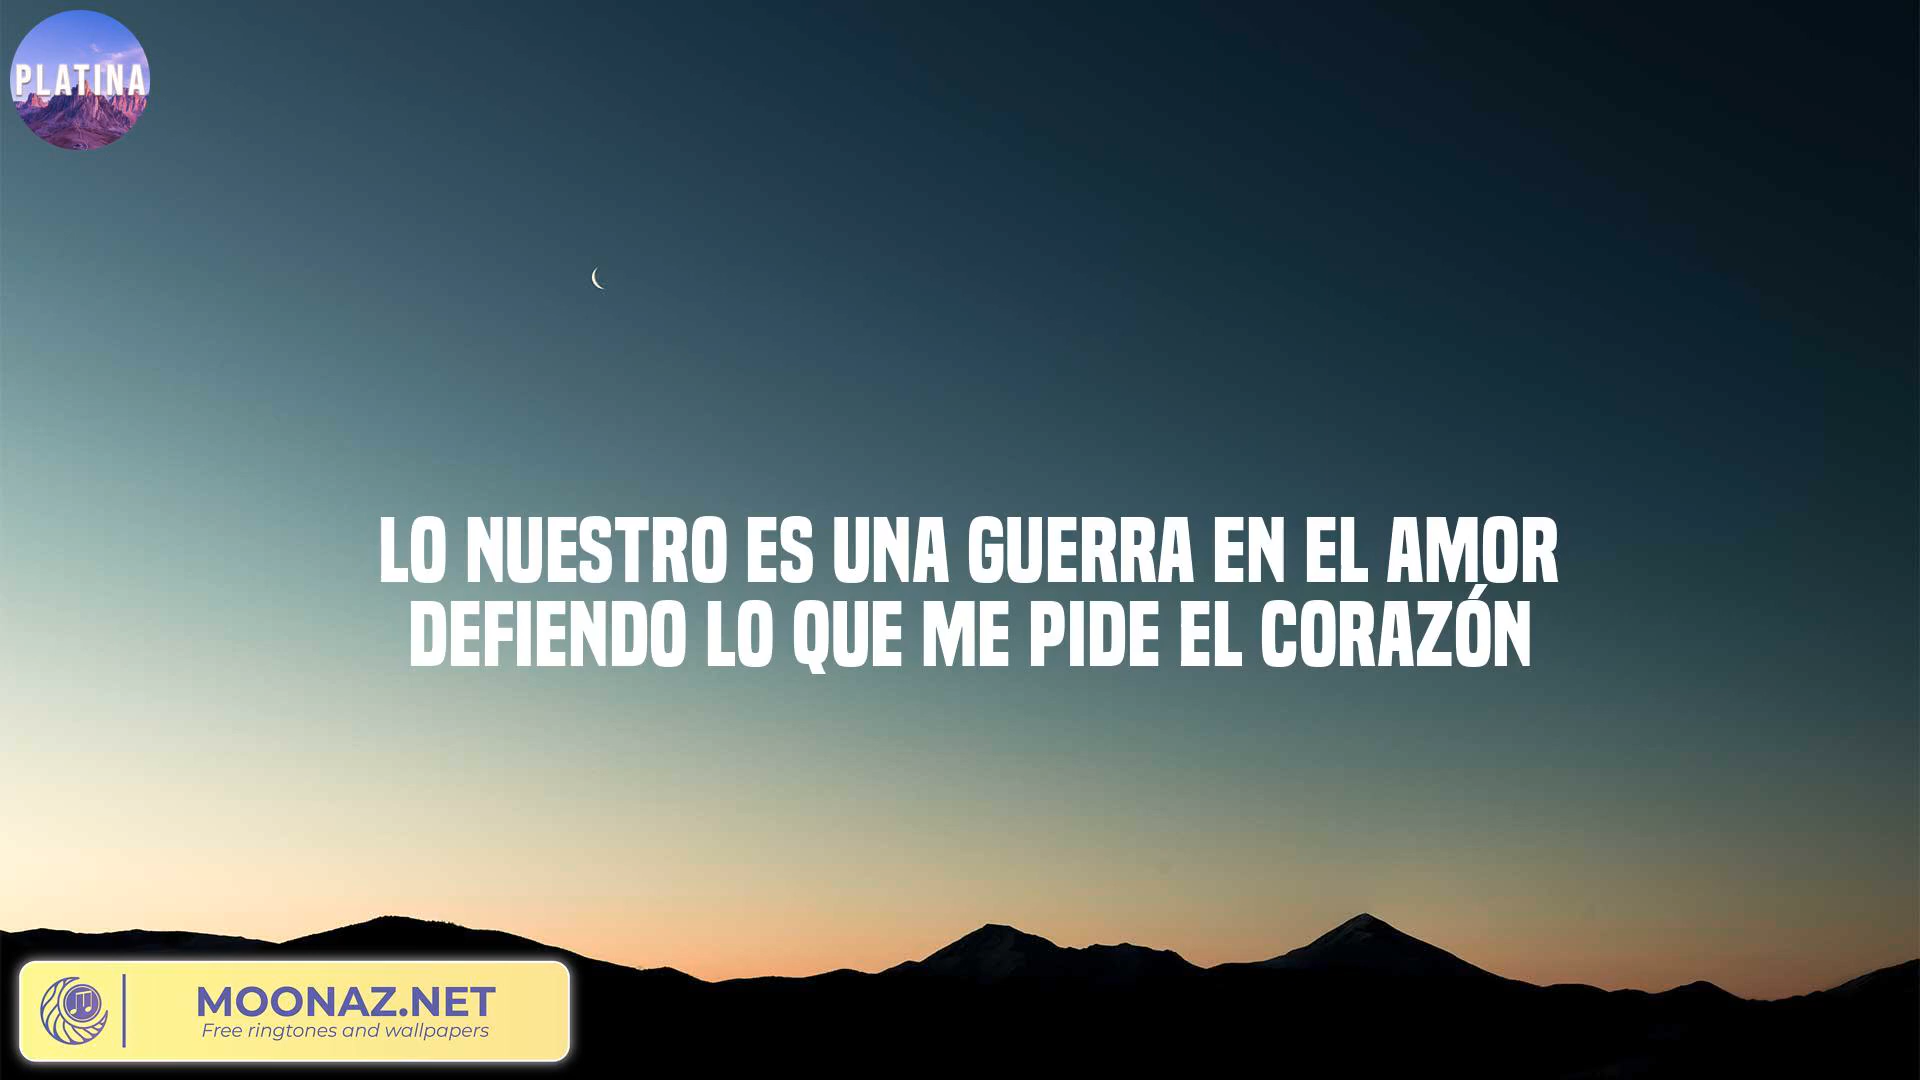 PLATINA
LO NUESTRO ES UNA GUERRA EN EL AMOR
DEFIENDO LO QUE ME PIDE EL CORAZÓN
MOONAZ.NET
Free ringtones and wallpapers